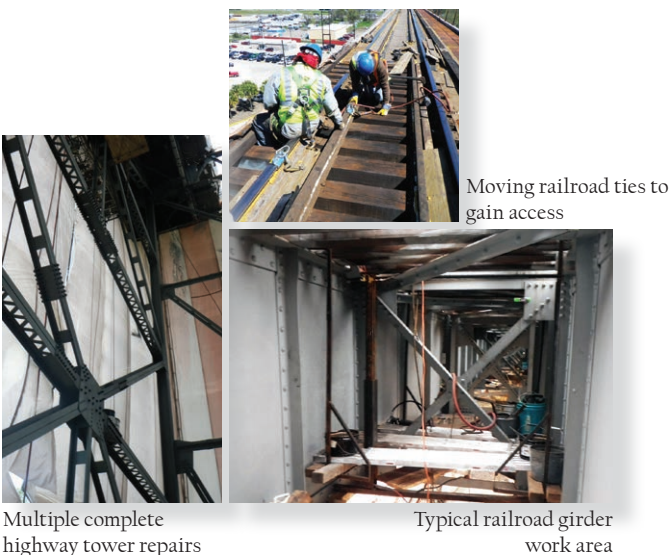 Moving railroad ties to
gain access
Multiple complete
highway tower repairs
Typical railroad girder
work area